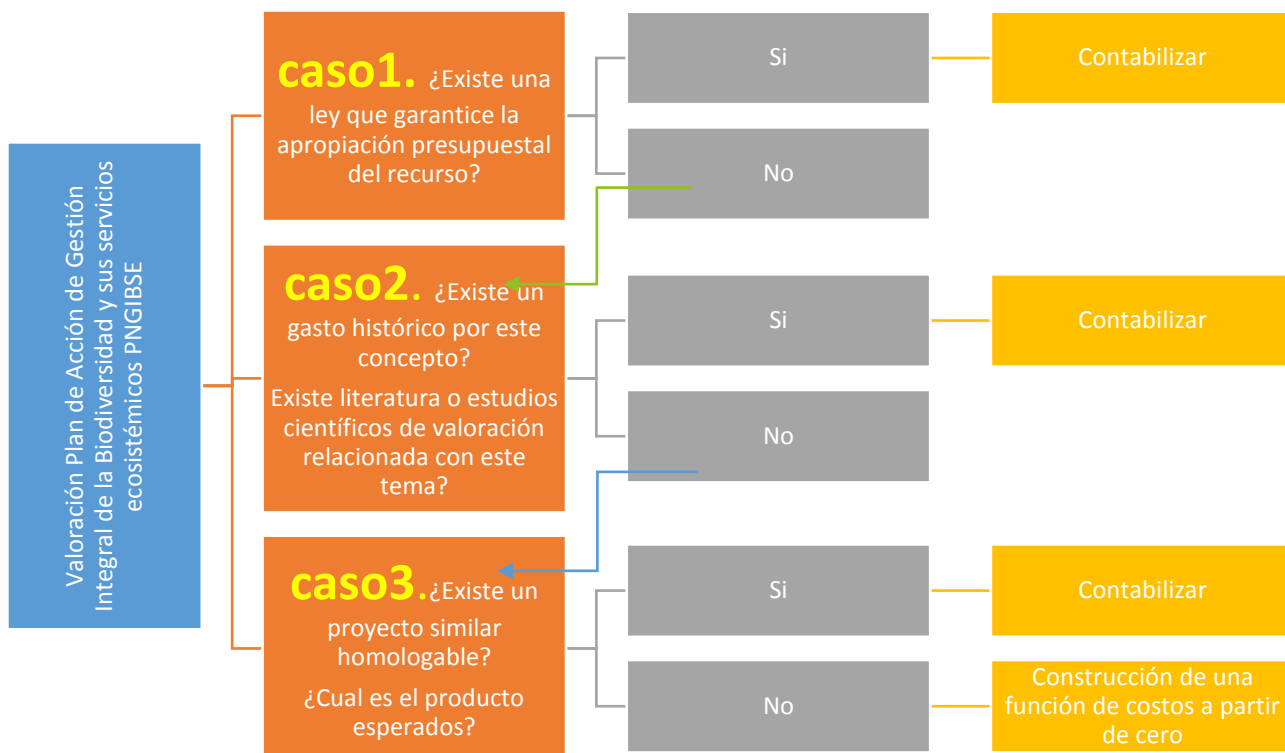 Valoración Plan de Acción de Gestión
Integral de la Biodiversidad y sus servicios
ecosistémicos PNGIBSE
caso1. ¿Existe una
ley que garantice la
apropiación presupuestal
del recurso?
Si
Contabilizar
No
caso2. ¿Existe un
gasto histórico por este
concepto?
Existe literatura o estudios
científicos de valoración
relacionada con este
tema?
Si
Contabilizar
No
caso3.¿Existe un
proyecto similar
homologable?
¿Cual es el producto
esperados?
Si
Contabilizar
No
Construcción de una
función de costos a partir
de cero